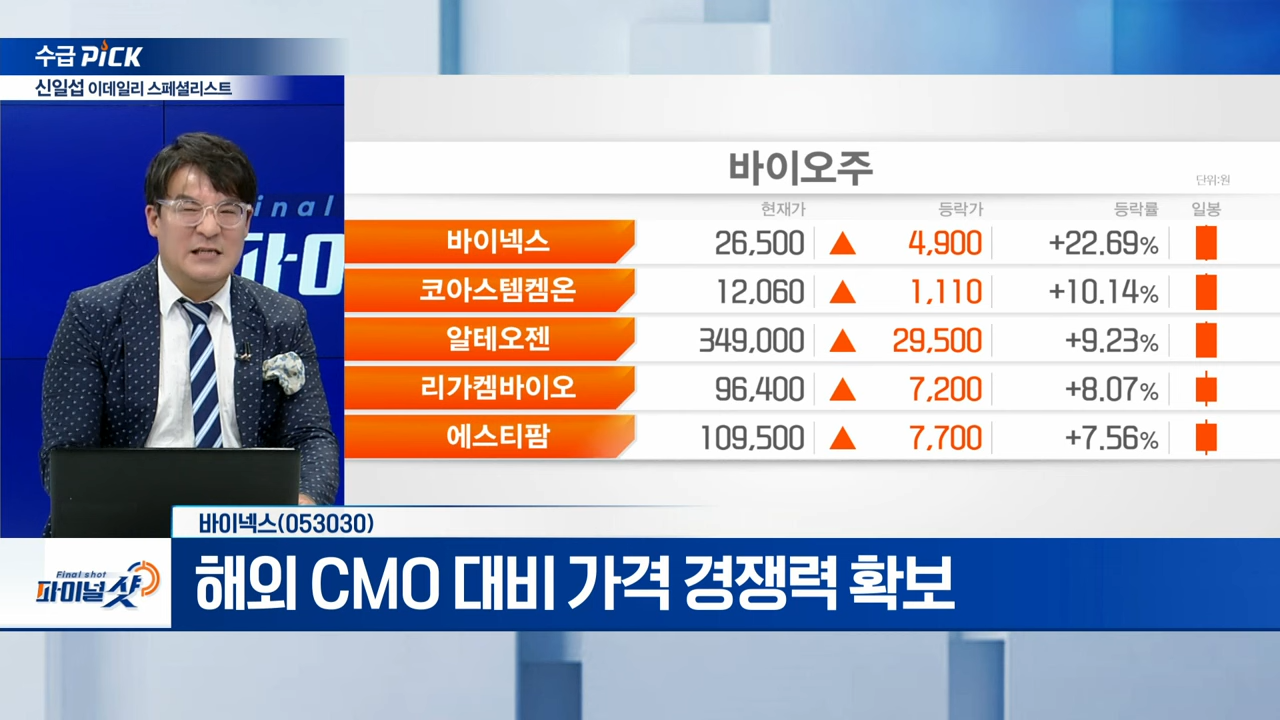 수급 PiCK
신일섭 이데일리 스페셜리스트
inal
파이
바이오주
단위:원
현재가 등락가 등락률 일봉
바이넥스 26,500 ▲ 4,900 +22.69%
코아스템켐온 12,060 ▲ 1,110 +10.14%
알테오젠 349,000 ▲ 29,500 +9.23%
리가켐바이오 96,400 ▲ 7,200 +8.07%
에스티팜 109,500 ▲ 7,700 +7.56%
바이넥스(053030)
Final shot
파이널샷
해외 CMO 대비 가격 경쟁력 확보